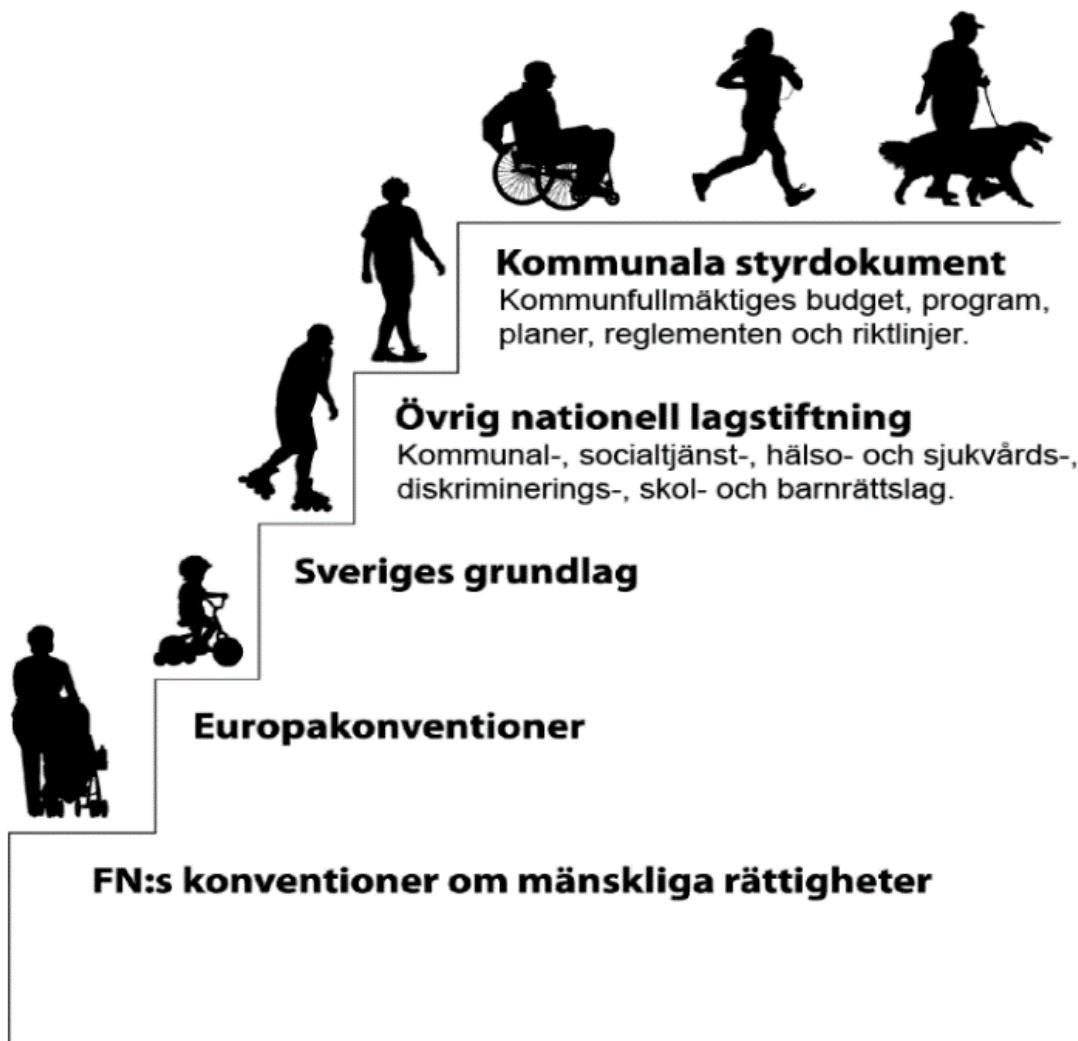 Kommunala styrdokument
Kommunfullmäktiges budget, program,
planer, reglementen och riktlinjer.
Övrig nationell lagstiftning
Kommunal-, socialtjänst-, hälso- och sjukvårds-,
diskriminerings-, skol- och barnrättslag.
Sveriges grundlag
Europakonventioner
FN:s konventioner om mänskliga rättigheter